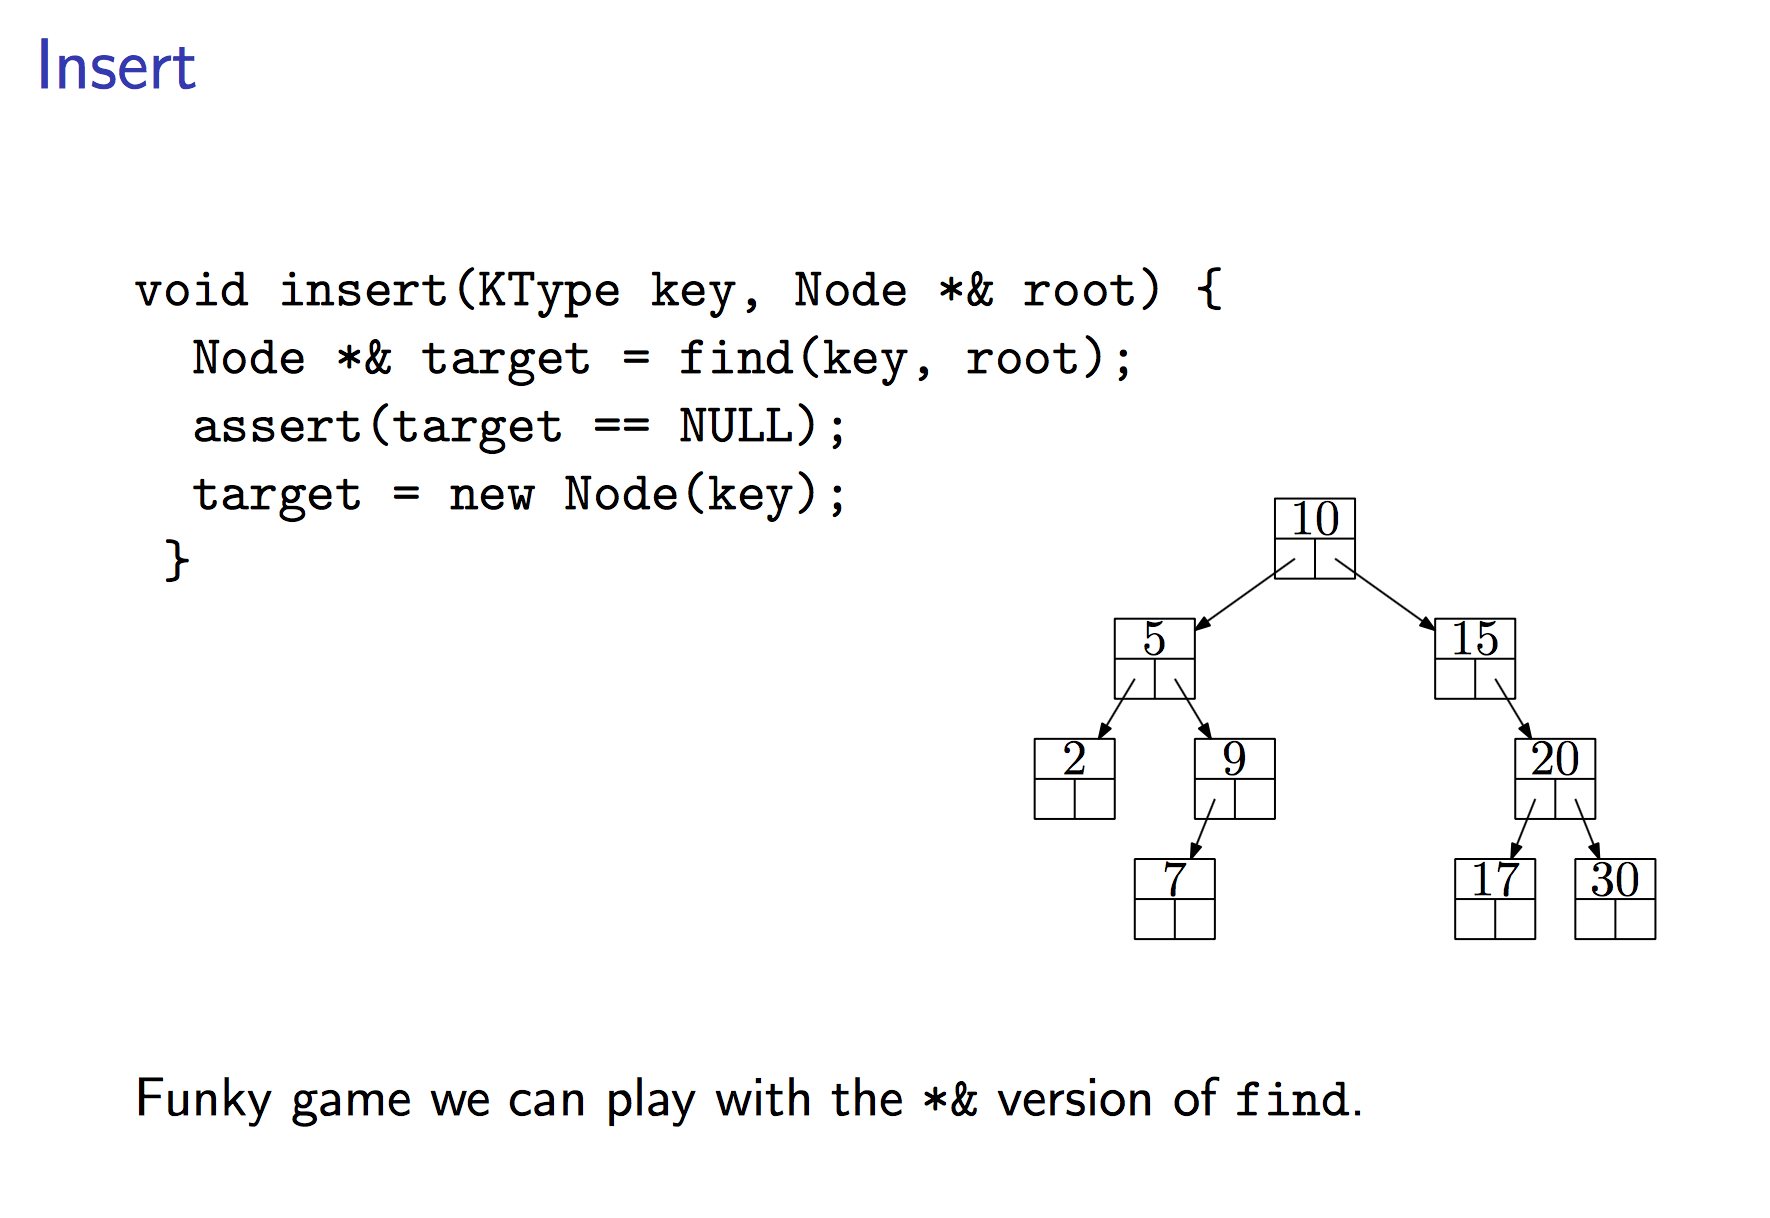 Insert
void insert(KType key, Node *& root) {
Node *& target = find(key, root);
assert(target == NULL);
target = new Node(key);
}
10
5 15
2 9 20
7 17 30
Funky game we can play with the *& version of find.